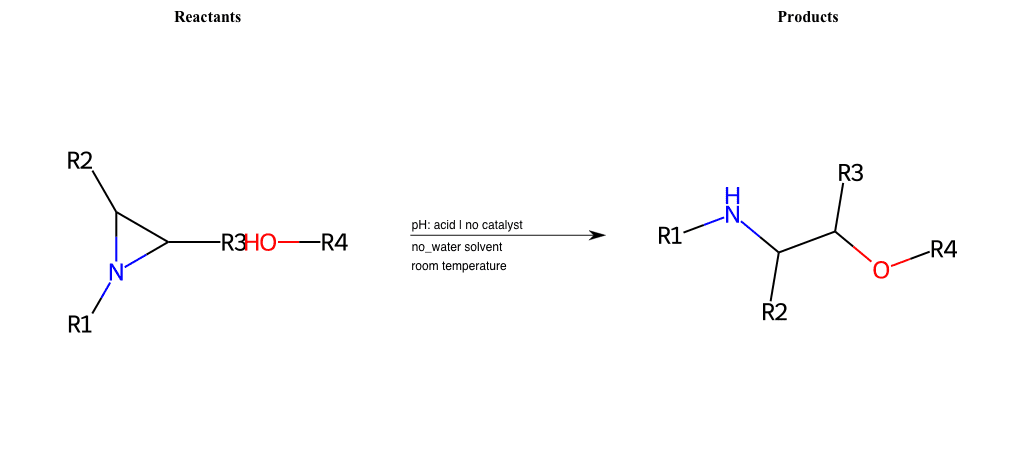 Reactants
Products
R2
R3
HO
R4
N
R1
pH: acid | no catalyst
no_water solvent
room temperature
R3
H
N
R1
R4
O
R2